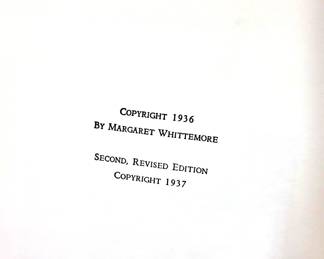 Copyright 1936
By Margaret Whittemore
Second, Revised Edition
Copyright 1937